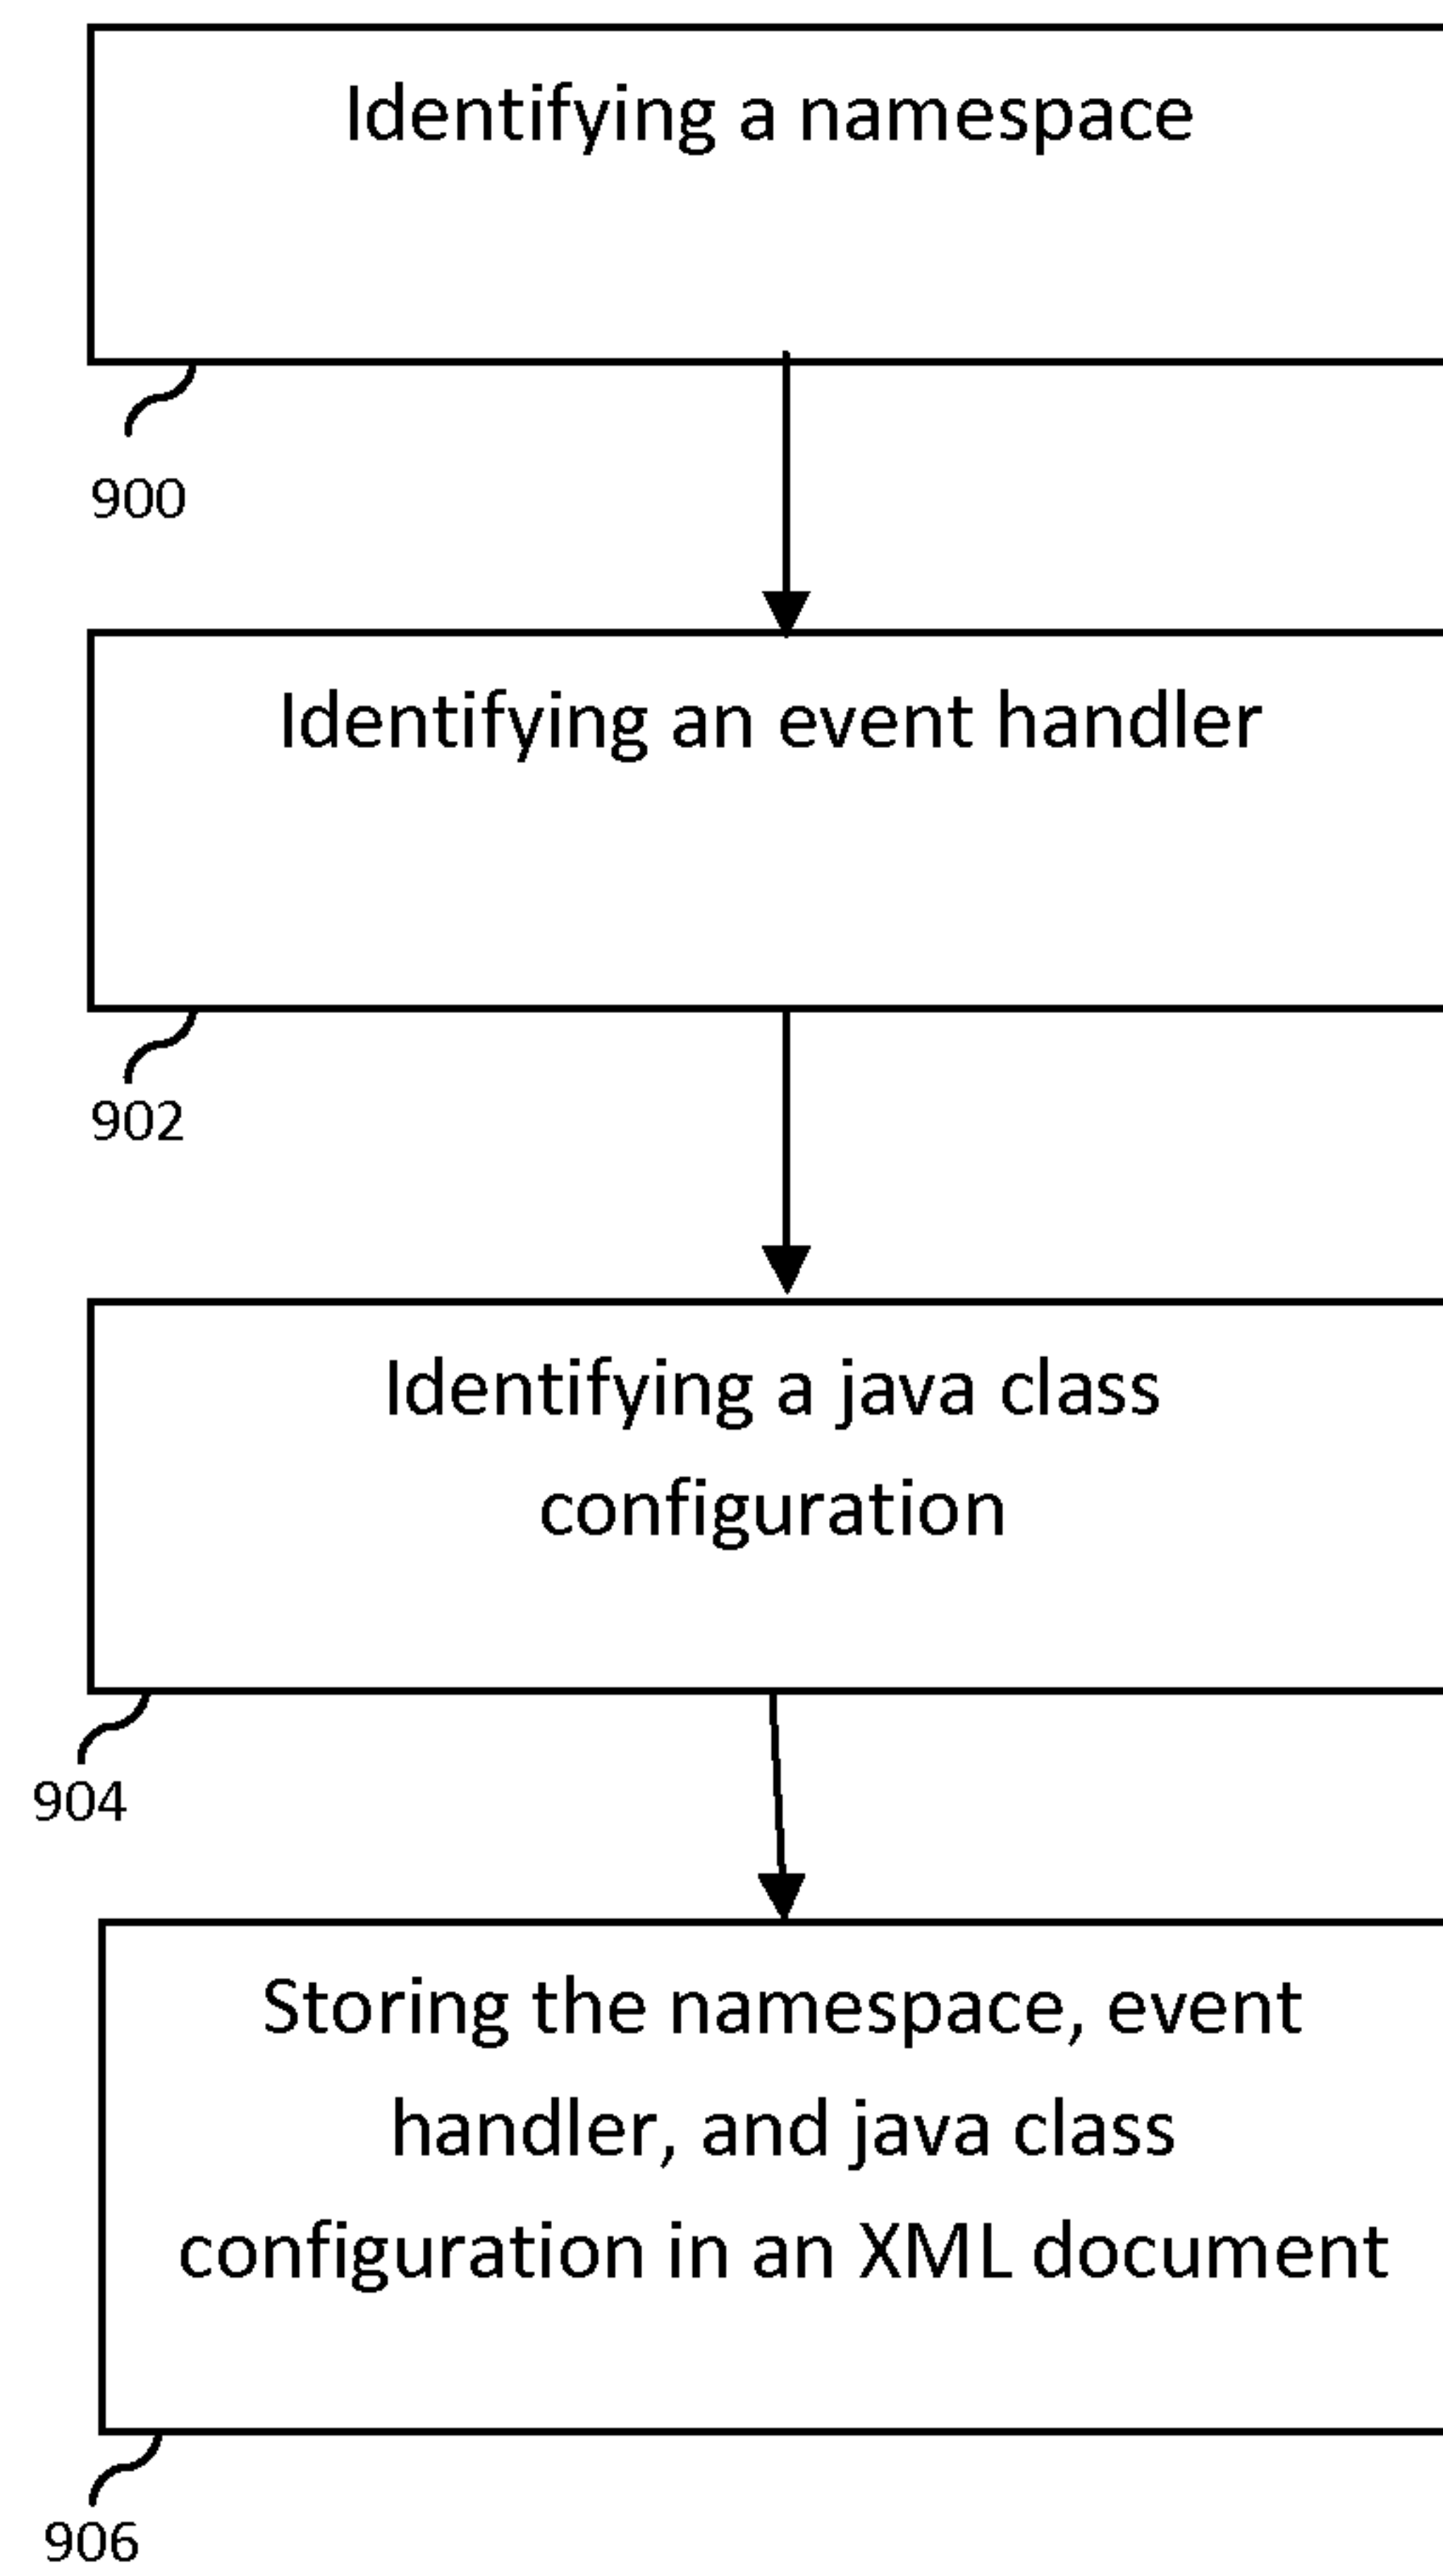 Identifying a namespace
900
Identifying an event handler
902
Identifying a java class
configuration
904
Storing the namespace, event
handler, and java class
configuration in an XML document
906